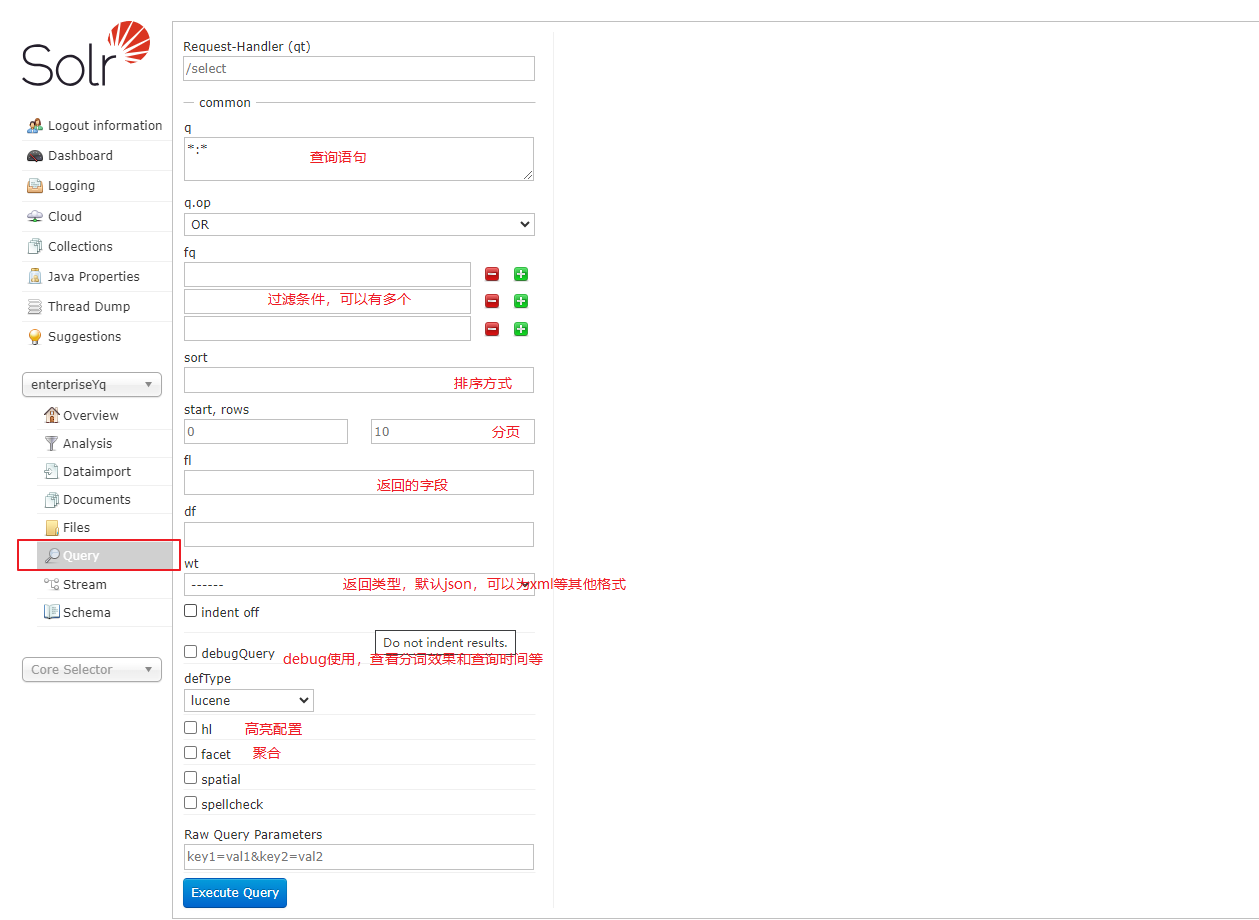 Solr
Logout information
Dashboard
Logging
Cloud
Collections
Java Properties
Thread Dump
Suggestions
enterpriseYq
Overview
Analysis
Dataimport
Documents
Files
Query
Stream
Schema
Core Selector
Request-Handler (qt)
/select
common
q
*:*
查询语句
q.op
OR
fq
过滤条件，可以有多个
sort
排序方式
start, rows
0
10
分页
fl
返回的字段
df
wt
------
返回类型，默认json，可以为xml等其他格式
indent off
Do not indent results.
debugQuery
debug使用，查看分词效果和查询时间等
defType
lucene
hl
高亮配置
facet
聚合
spatial
spellcheck
Raw Query Parameters
key1=val1&key2=val2
Execute Query